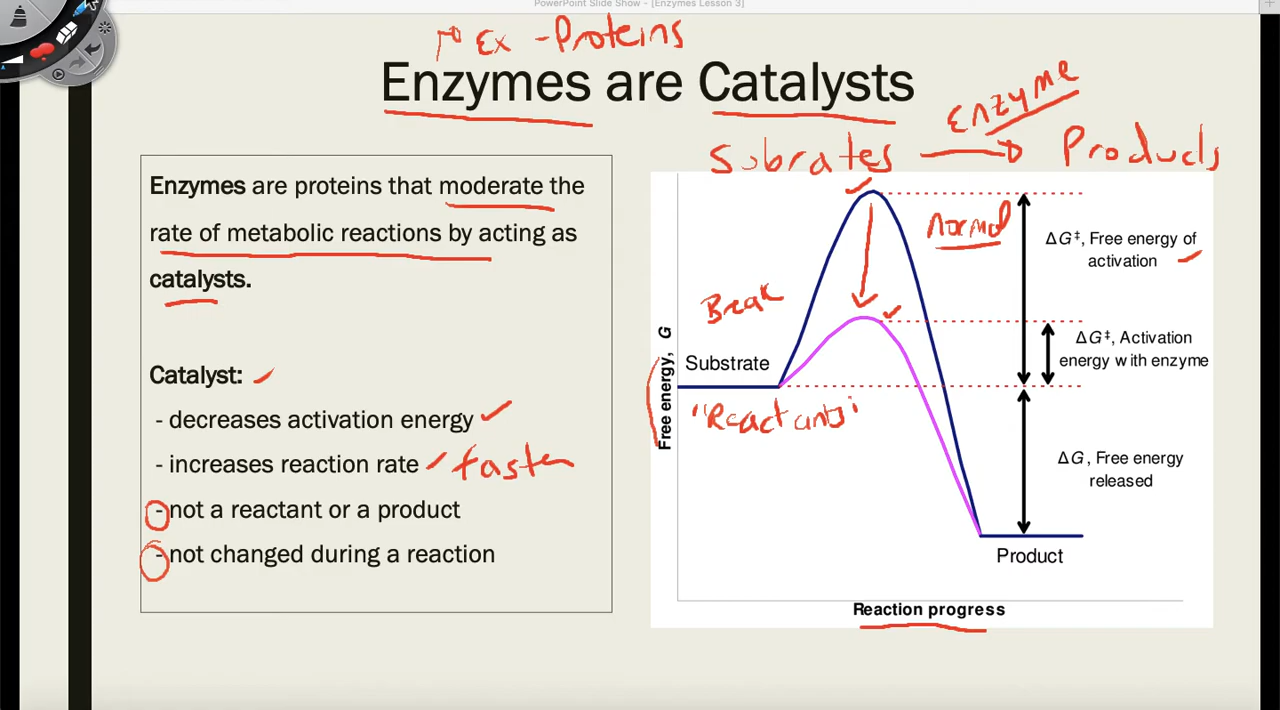 PowerPoint Slide Show - [Enzymes Lesson 3]
Ex - Proteins
Enzymes are Catalysts
Subrates Enzyme Products
Enzymes are proteins that moderate the
rate of metabolic reactions by acting as
catalysts.
Catalyst:
- decreases activation energy
- increases reaction rate faster
- not a reactant or a product
- not changed during a reaction
normal
ΔG‡, Free energy of
activation
Break
ΔG‡, Activation
energy with enzyme
Substrate
"Reactants"
Free energy, G
ΔG, Free energy
released
Product
Reaction progress